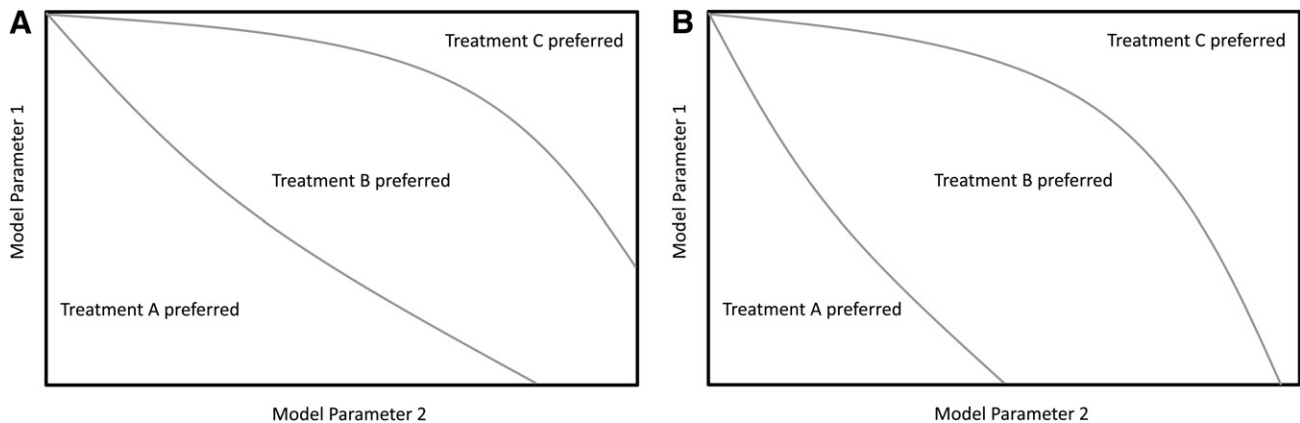 A
Treatment C preferred
Model Parameter 1
Treatment B preferred
Treatment A preferred
Model Parameter 2
B
Treatment C preferred
Model Parameter 1
Treatment B preferred
Treatment A preferred
Model Parameter 2